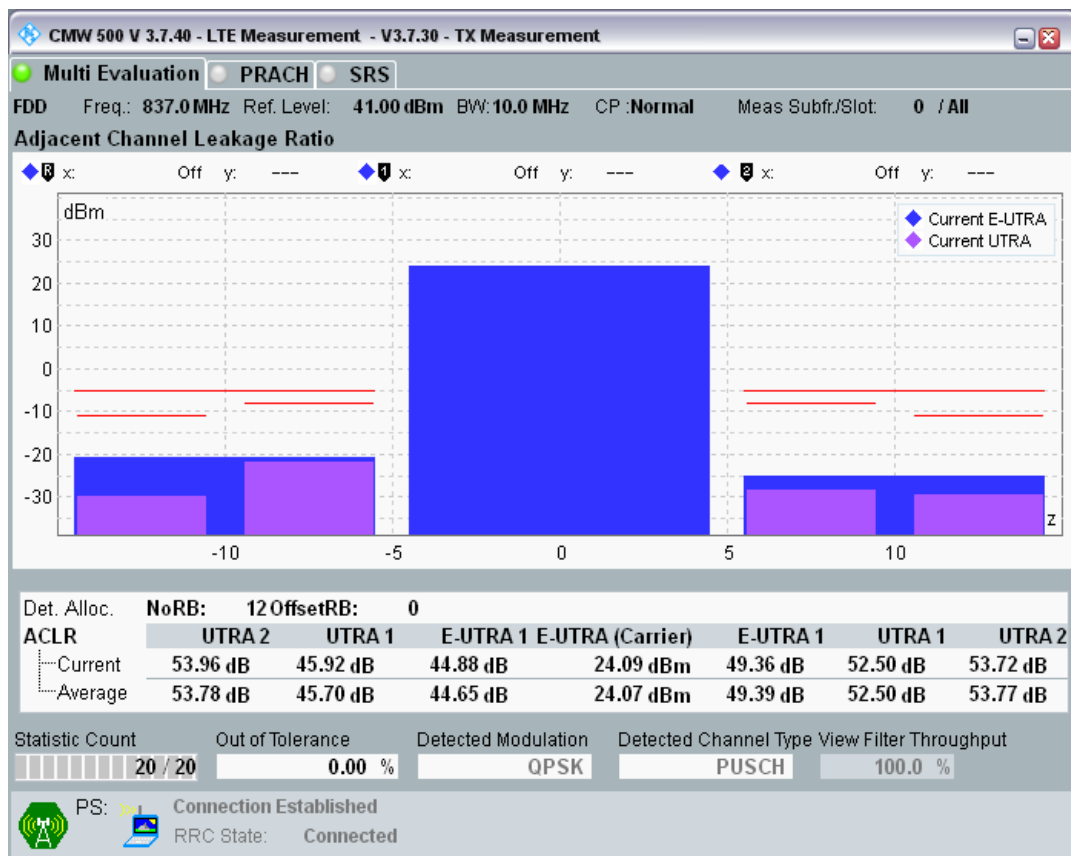 CMW 500 V 3.7.40 - LTE Measurement - V3.7.30 - TX Measurement
Multi Evaluation PRACH SRS
FDD Freq.: 837.0 MHz Ref. Level: 41.00 dBm BW: 10.0 MHz CP :Normal Meas Subfr./Slot: 0 / All
Adjacent Channel Leakage Ratio
R x: Off y: --- 1 x: Off y: --- 2 x: Off y: ---
dBm
Current E-UTRA
Current UTRA
30
20
10
0
-10
-20
-30
z
-10 -5 0 5 10
Det. Alloc. NoRB: 12 OffsetRB: 0
ACLR UTRA 2 UTRA 1 E-UTRA 1 E-UTRA (Carrier) E-UTRA 1 UTRA 1 UTRA 2
Current 53.96 dB 45.92 dB 44.88 dB 24.09 dBm 49.36 dB 52.50 dB 53.72 dB
Average 53.78 dB 45.70 dB 44.65 dB 24.07 dBm 49.39 dB 52.50 dB 53.77 dB
Statistic Count Out of Tolerance Detected Modulation Detected Channel Type View Filter Throughput
20 / 20 0.00 % QPSK PUSCH 100.0 %
PS: Connection Established
RRC State: Connected